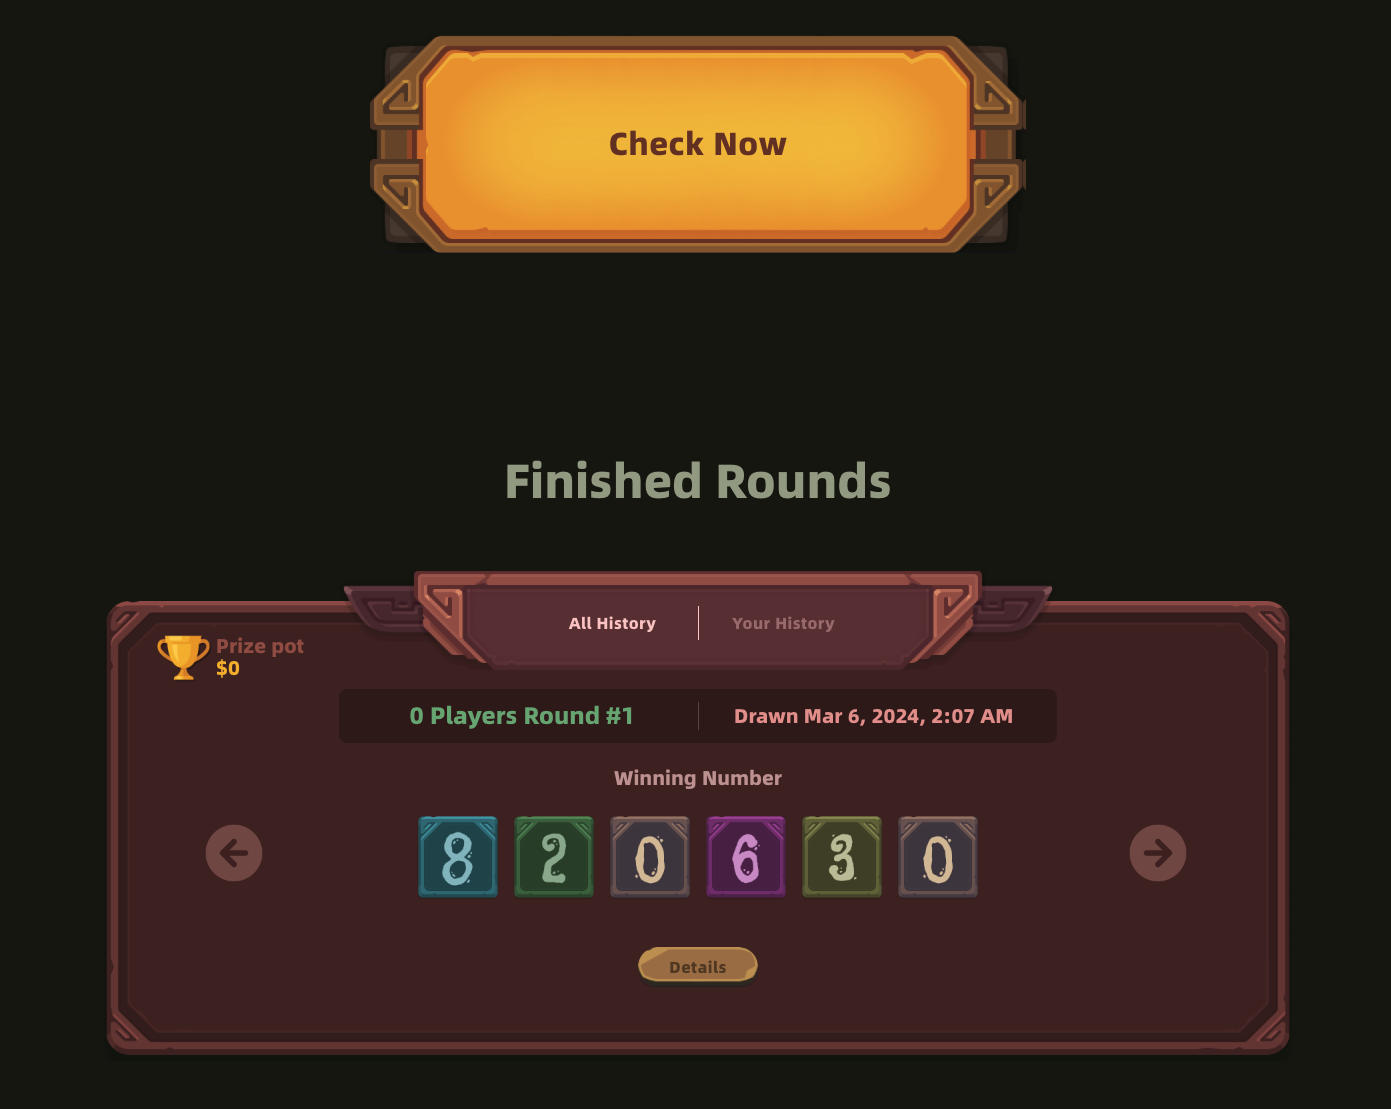 Check Now
Finished Rounds
All History
Your History
Prize pot
$0
0 Players Round #1
Drawn Mar 6, 2024, 2:07 AM
Winning Number
8 2 0 6 3 0
Details